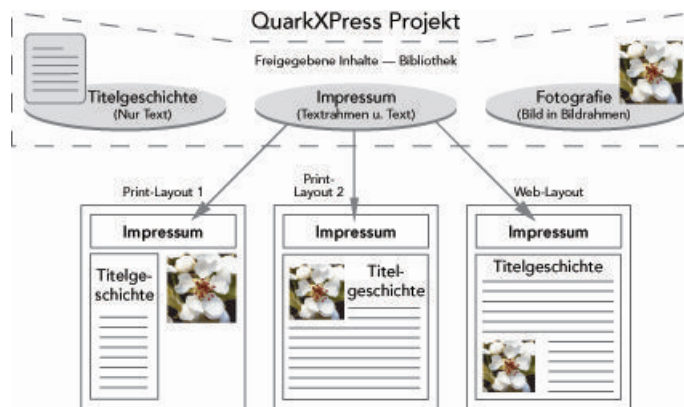 QuarkXPress Projekt
Freigegebene Inhalte — Bibliothek
Titelgeschichte
(Nur Text)
Impressum
(Textrahmen u. Text)
Fotografie
(Bild in Bildrahmen)
Print-Layout 1
Print-
Layout 2
Web-Layout
Impressum
Titelge-
schichte
Impressum
Titel-
geschichte
Impressum
Titelgeschichte